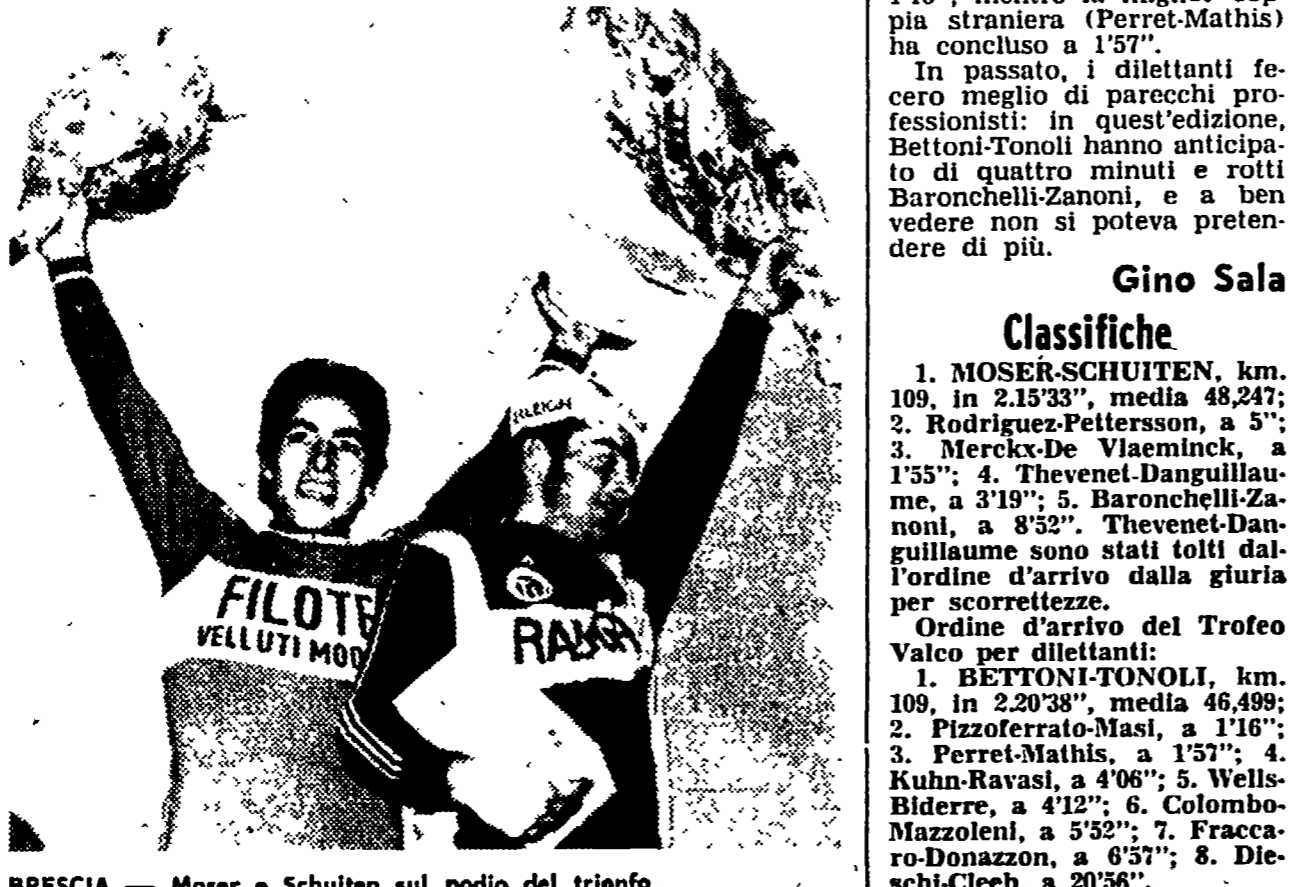 FILOTE
VELLUTI MOD
RALEIGH
BRESCIA — Moser e Schuiten sul podio del trionfo
pia straniera (Perret-Mathis)
ha concluso a 1'57".
In passato, i dilettanti fe-
cero meglio di parecchi pro-
fessionisti: in quest'edizione,
Bettoni-Tonoli hanno anticipa-
to di quattro minuti e rotti
Baronchelli-Zanoni, e a ben
vedere non si poteva preten-
dere di più.
Gino Sala
Classifiche
1. MOSER-SCHUITEN, km.
109, in 2.15'33", media 48,247;
2. Rodriguez-Pettersson, a 5";
3. Merckx-De Vlaeminck, a
1'55"; 4. Thevenet-Danguillau-
me, a 3'19"; 5. Baronchelli-Za-
noni, a 8'52". Thevenet-Dan-
guillaume sono stati tolti dal-
l'ordine d'arrivo dalla giuria
per scorrettezze.
Ordine d'arrivo del Trofeo
Valco per dilettanti:
1. BETTONI-TONOLI, km.
109, in 2.20'38", media 46,499;
2. Pizzoferrato-Masi, a 1'16";
3. Perret-Mathis, a 1'57"; 4.
Kuhn-Ravasi, a 4'06"; 5. Wells-
Biderre, a 4'12"; 6. Colombo-
Mazzoleni, a 5'52"; 7. Fracca-
ro-Donazzon, a 6'57"; 8. Die-
schi-Cleeh, a 20'56".